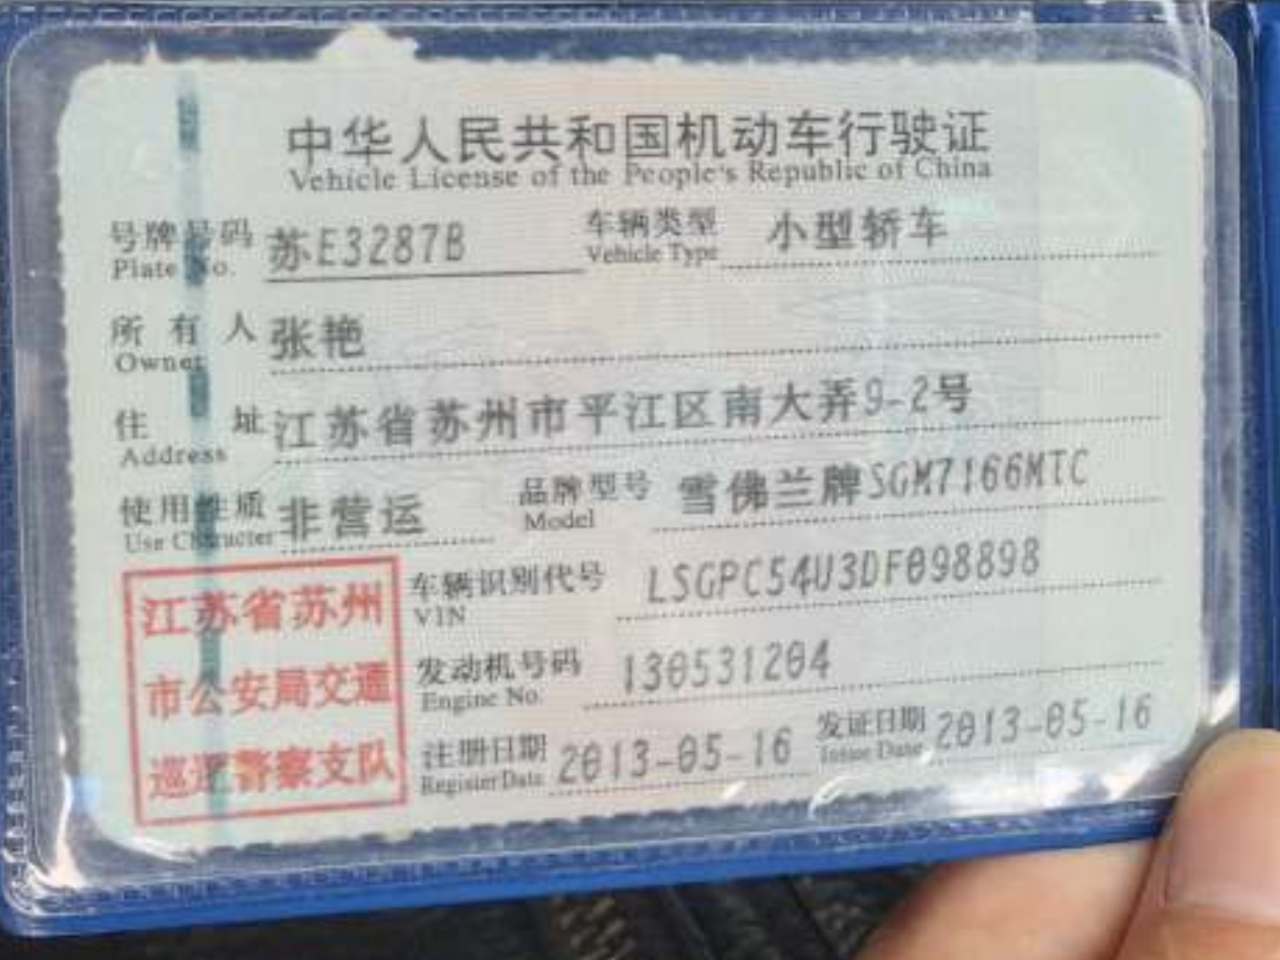 中华人民共和国机动车行驶证
Vehicle License of the People's Republic of China
号牌号码 苏E3287B 车辆类型 小型轿车
Plate No. Vehicle Type
所有人 张艳
Owner
住址 江苏省苏州市平江区南大弄9-2号
Address
使用性质 非营运 品牌型号 雪佛兰牌SGM7166MTC
Use Character Model
车辆识别代号 LSGPC54U3DF098898
VIN
发动机号码 130531204
Engine No.
注册日期 2013-05-16 发证日期 2013-05-16
Register Date Issue Date
江苏省苏州
市公安局交通
巡逻警察支队